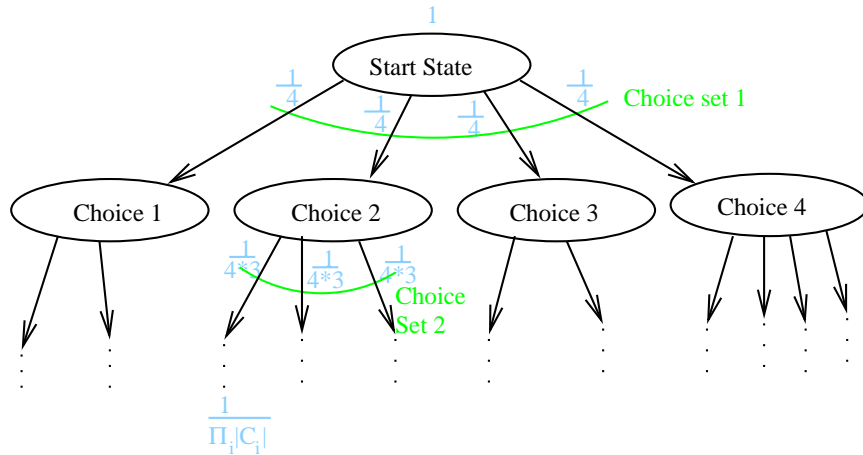 1
Start State
1/4 1/4 1/4 1/4
Choice set 1
Choice 1 Choice 2 Choice 3 Choice 4
1/4*3 1/4*3 1/4*3
Choice
Set 2
1/Π_i|C_i|